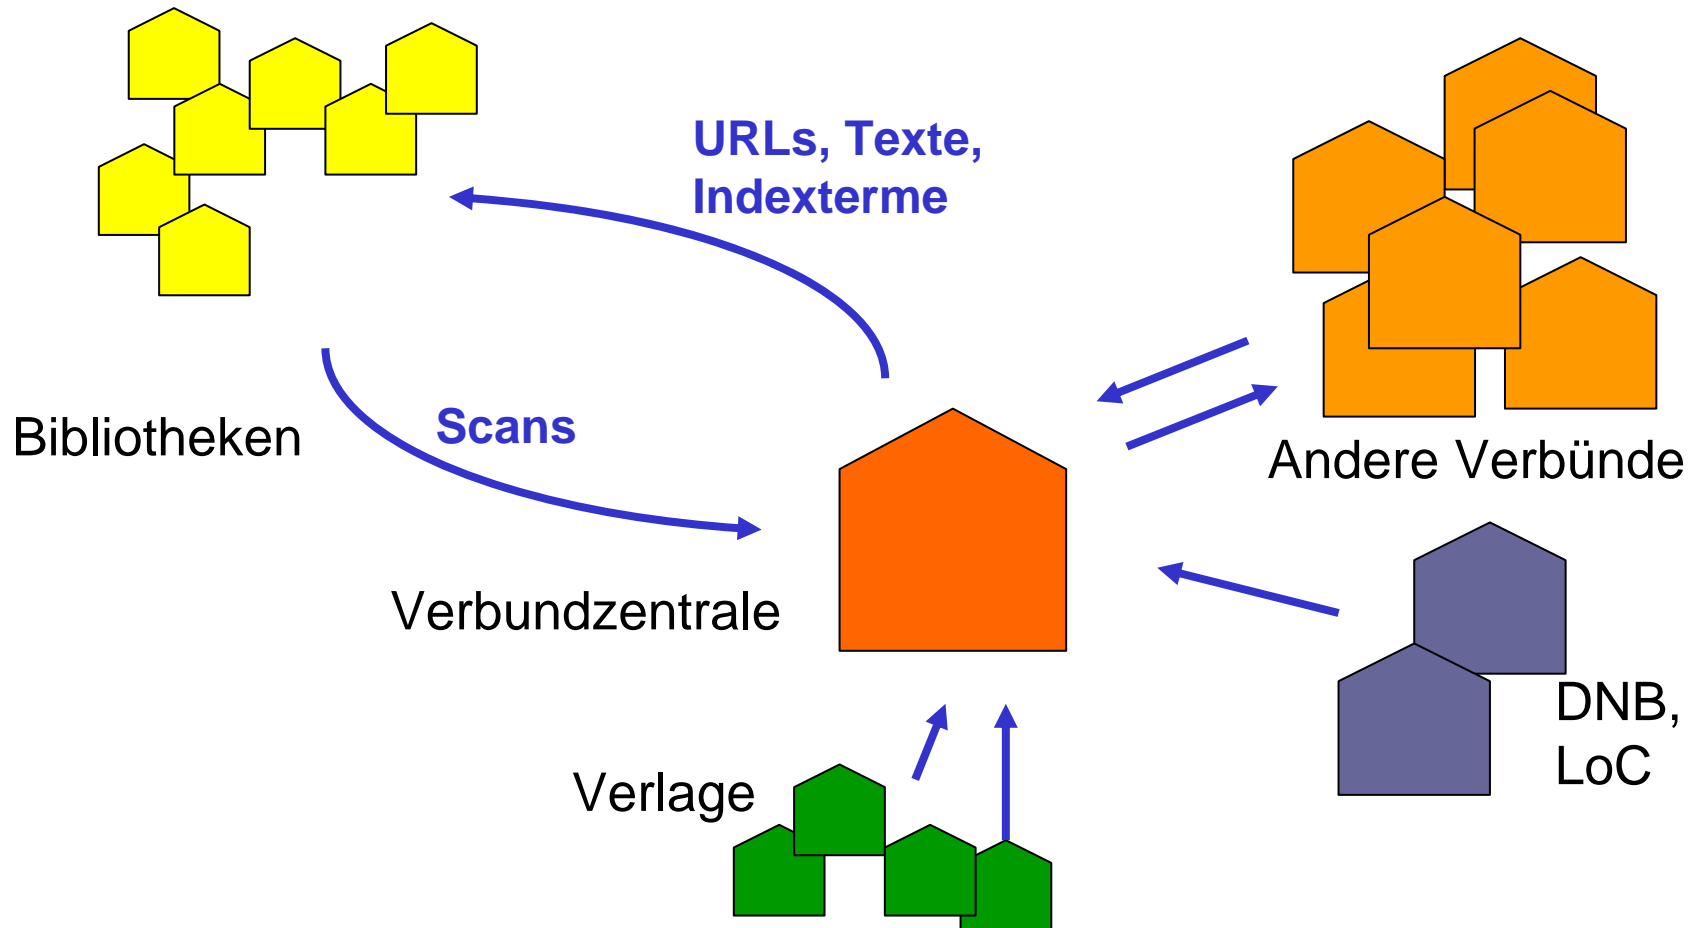 URLs, Texte,
Indexterme
Bibliotheken
Scans
Andere Verbünde
Verbundzentrale
DNB,
LoC
Verlage